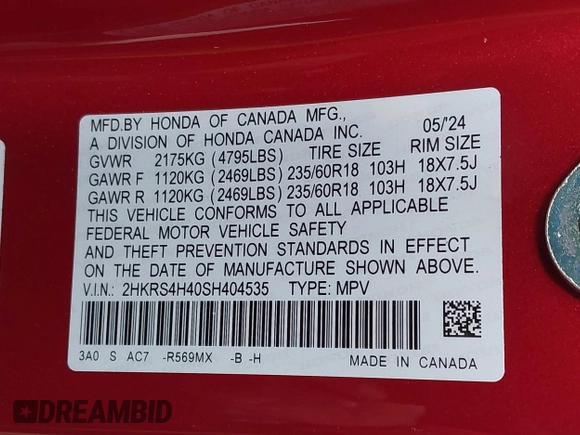 MFD.BY HONDA OF CANADA MFG.,
A DIVISION OF HONDA CANADA INC. 05/'24
GVWR 2175KG (4795LBS) TIRE SIZE RIM SIZE
GAWR F 1120KG (2469LBS) 235/60R18 103H 18X7.5J
GAWR R 1120KG (2469LBS) 235/60R18 103H 18X7.5J
THIS VEHICLE CONFORMS TO ALL APPLICABLE
FEDERAL MOTOR VEHICLE SAFETY
AND THEFT PREVENTION STANDARDS IN EFFECT
ON THE DATE OF MANUFACTURE SHOWN ABOVE.
V.I.N.: 2HKRS4H40SH404535 TYPE: MPV
3A0 S AC7 -R569MX -B -H MADE IN CANADA
DREAMBID